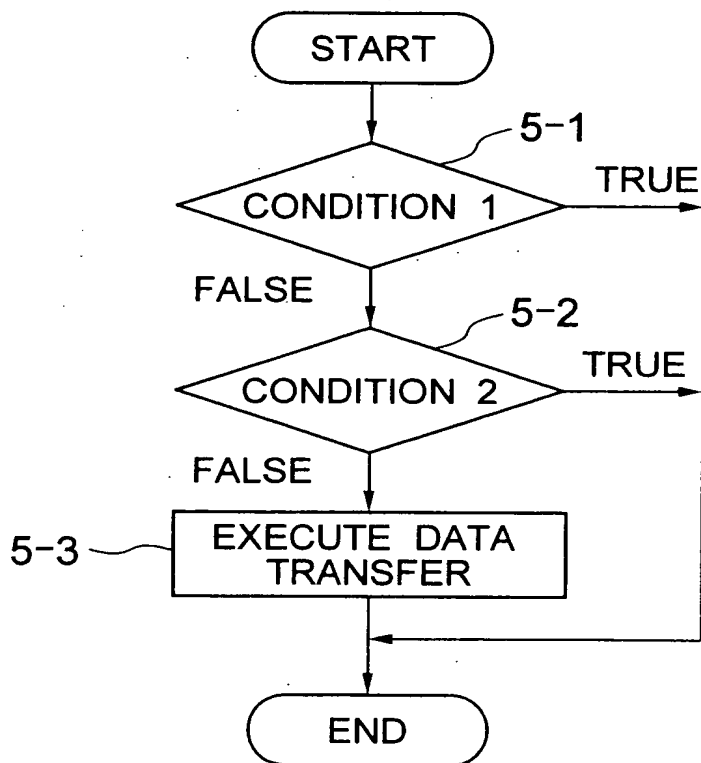 START
5-1
TRUE
CONDITION 1
FALSE
5-2
TRUE
CONDITION 2
FALSE
5-3
EXECUTE DATA
TRANSFER
END